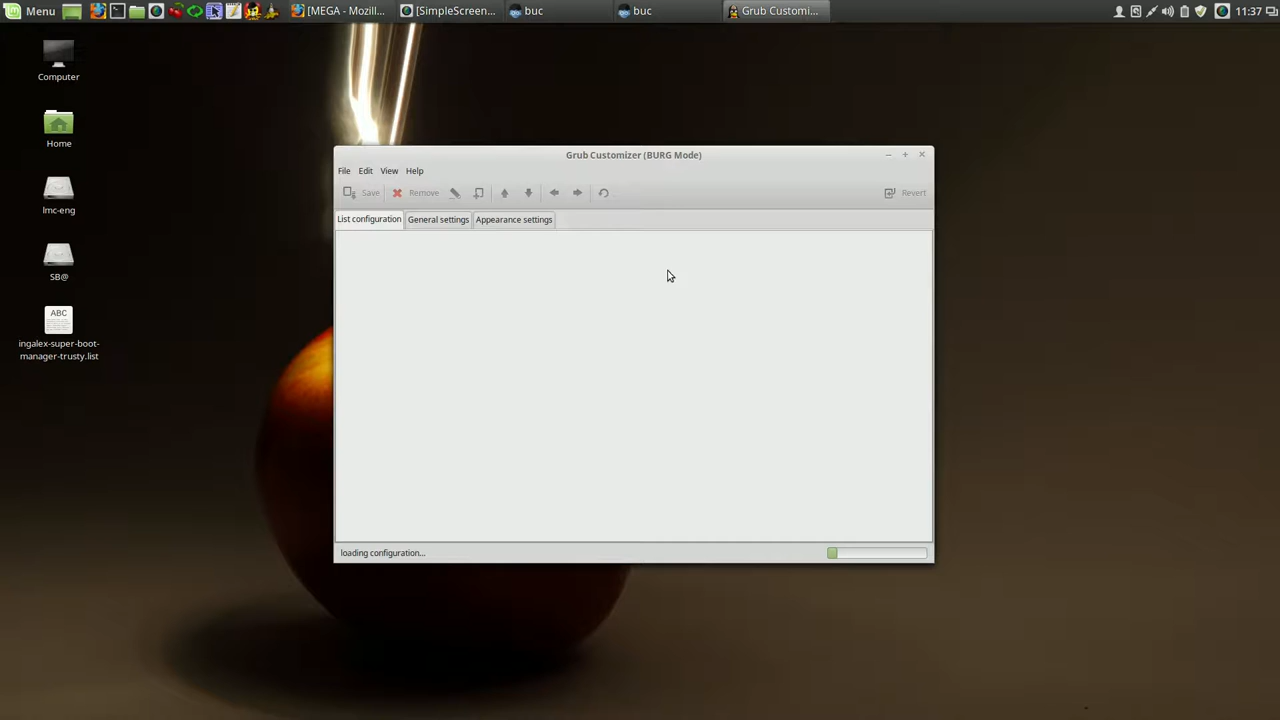 Menu
[MEGA - Mozill...
[SimpleScreen...
buc
buc
Grub Customi...
11:37
Computer
Home
lmc-eng
SB@
ABC
ingalex-super-boot-
manager-trusty.list
Grub Customizer (BURG Mode)
File Edit View Help
Save Remove Revert
List configuration General settings Appearance settings
loading configuration...